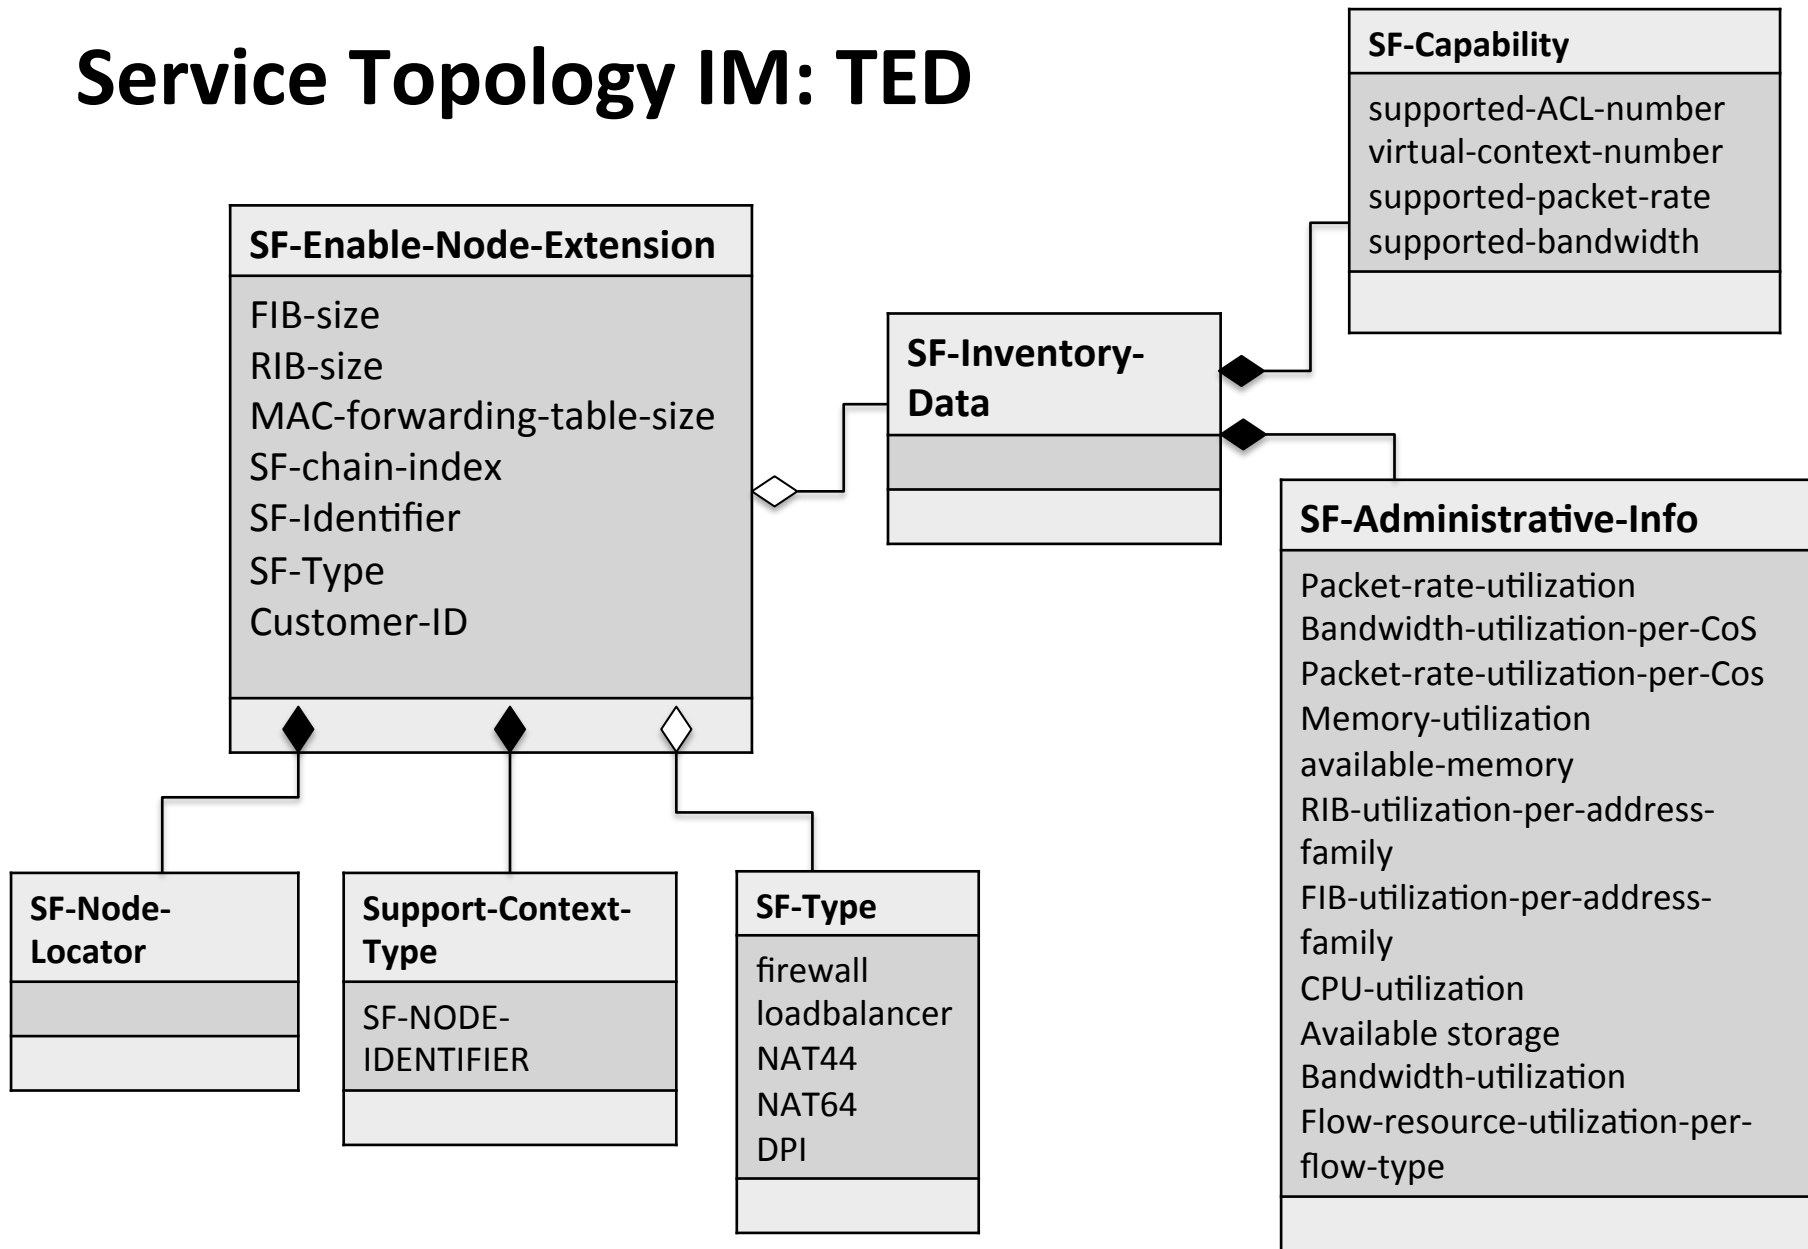 Service Topology IM: TED
SF-Capability
supported-ACL-number
virtual-context-number
supported-packet-rate
supported-bandwidth
SF-Enable-Node-Extension
FIB-size
RIB-size
MAC-forwarding-table-size
SF-chain-index
SF-Identifier
SF-Type
Customer-ID
SF-Inventory-
Data
SF-Administrative-Info
Packet-rate-utilization
Bandwidth-utilization-per-CoS
Packet-rate-utilization-per-Cos
Memory-utilization
available-memory
RIB-utilization-per-address-
family
FIB-utilization-per-address-
family
CPU-utilization
Available storage
Bandwidth-utilization
Flow-resource-utilization-per-
flow-type
SF-Node-
Locator
Support-Context-
Type
SF-NODE-
IDENTIFIER
SF-Type
firewall
loadbalancer
NAT44
NAT64
DPI